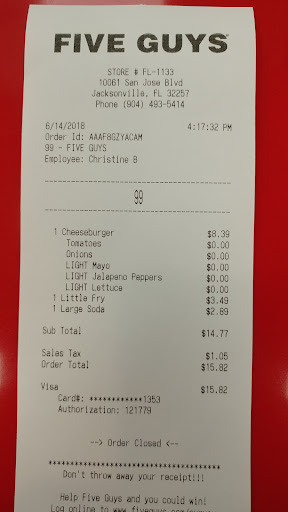 FIVE GUYS
STORE # FL-1133
10061 San Jose Blvd
Jacksonville, FL 32257
Phone (904) 493-5414
6/14/2018 4:17:32 PM
Order Id: AAAF8GZYACAM
99 - FIVE GUYS
Employee: Christine B
----------------------------------------
99
----------------------------------------
1 Cheeseburger $8.39
Tomatoes $0.00
Onions $0.00
LIGHT Mayo $0.00
LIGHT Jalapeno Peppers $0.00
LIGHT Lettuce $0.00
1 Little Fry $3.49
1 Large Soda $2.89
Sub Total $14.77
Sales Tax $1.05
Order Total $15.82
Visa $15.82
Card#: ************1353
Authorization: 121779
--> Order Closed <--
****************************************
Don't throw away your receipt!!!
Help Five Guys and you could win!
Log onto